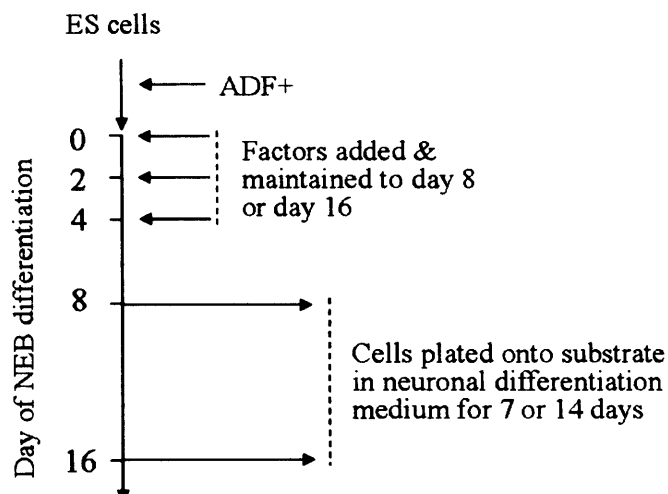 ES cells
ADF+
0
Factors added &
2
maintained to day 8
4
or day 16
Day of NEB differentiation
8
Cells plated onto substrate
in neuronal differentiation
medium for 7 or 14 days
16